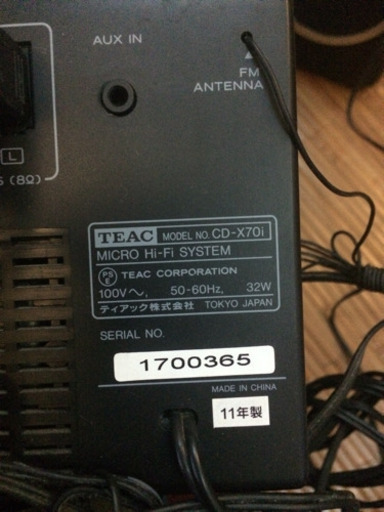 AUX IN
FM
ANTENNA
L
(8Ω)
TEAC MODEL NO. CD-X70i
MICRO Hi-Fi SYSTEM
PS E TEAC CORPORATION
100V～, 50-60Hz, 32W
ティアック株式会社 TOKYO JAPAN
SERIAL NO.
1700365
MADE IN CHINA
11年製